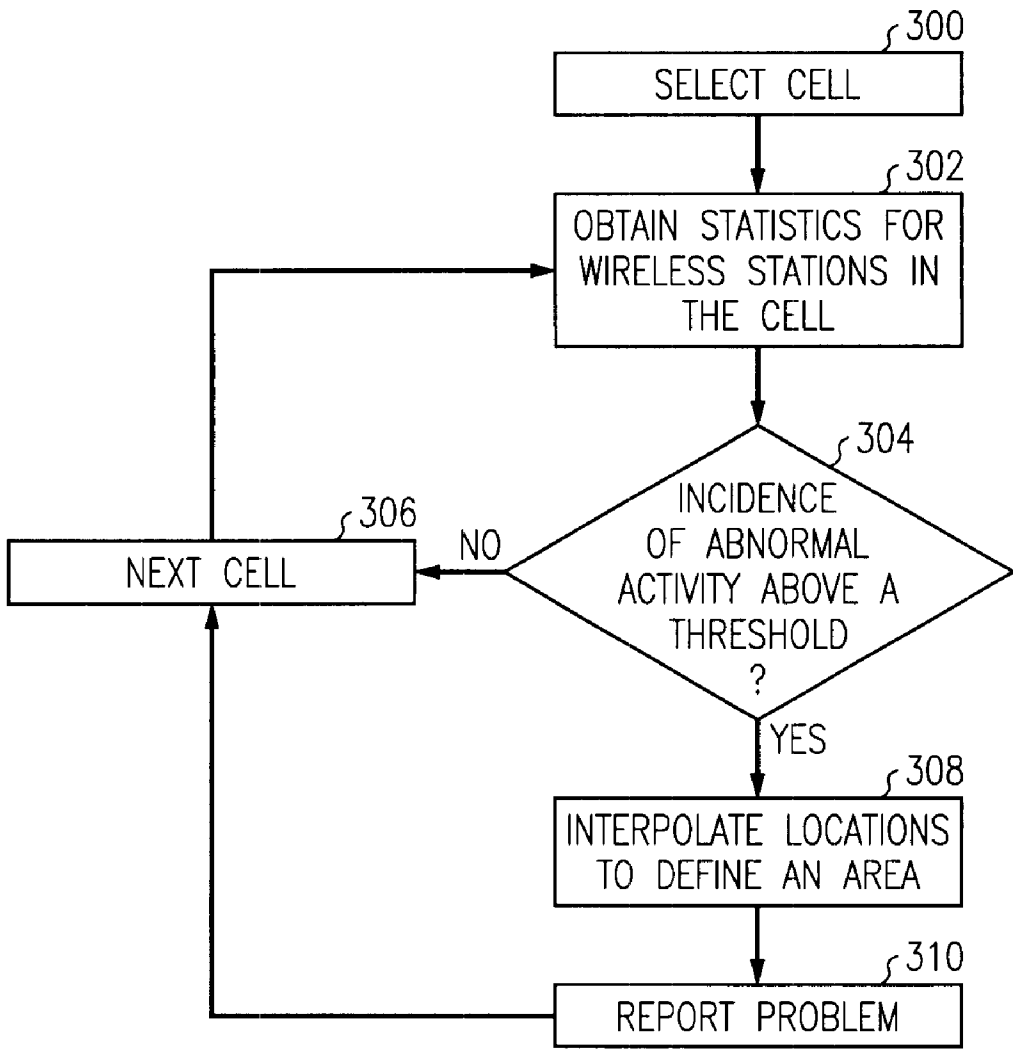 300
SELECT CELL
302
OBTAIN STATISTICS FOR
WIRELESS STATIONS IN
THE CELL
304
INCIDENCE
OF ABNORMAL
ACTIVITY ABOVE A
THRESHOLD
?
NO
306
NEXT CELL
YES
308
INTERPOLATE LOCATIONS
TO DEFINE AN AREA
310
REPORT PROBLEM